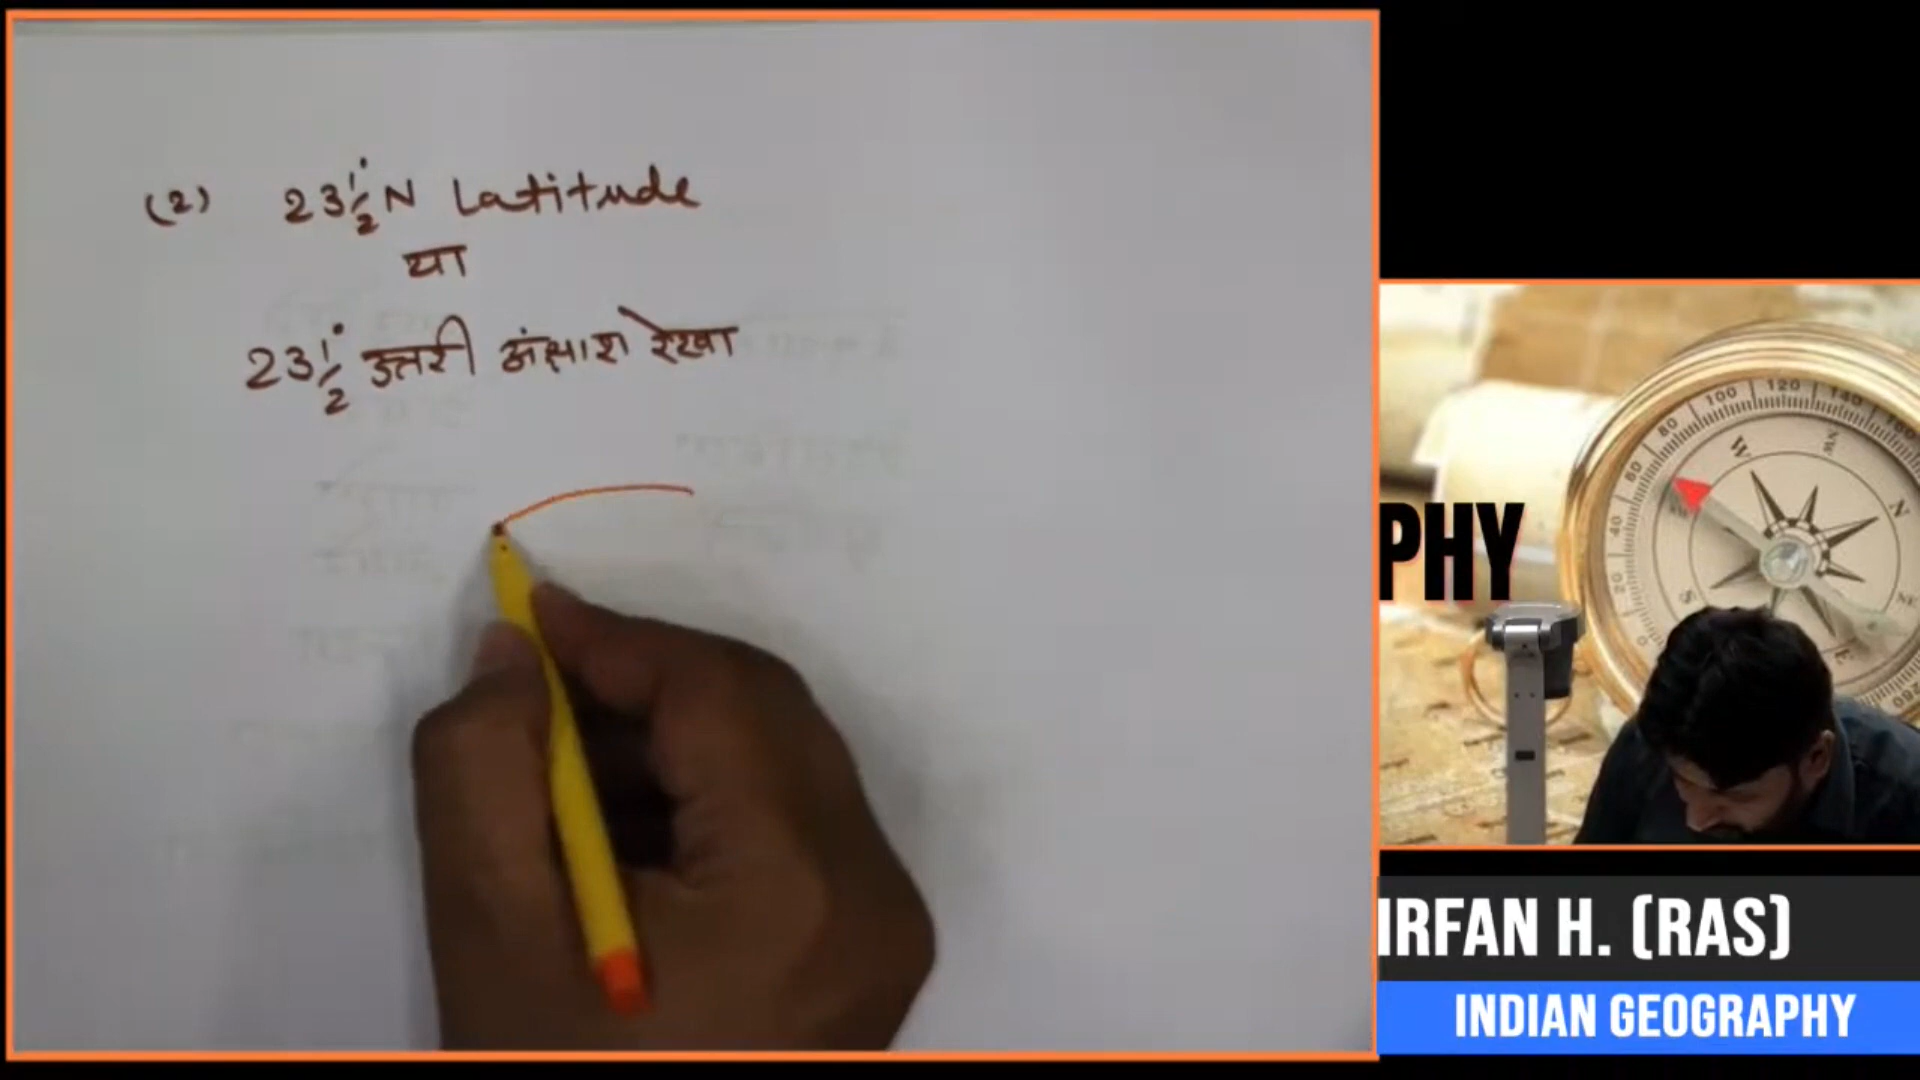 (2) 23½° N Latitude
या
23½° उत्तरी अंक्षाश रेखा
PHY
IRFAN H. (RAS)
INDIAN GEOGRAPHY